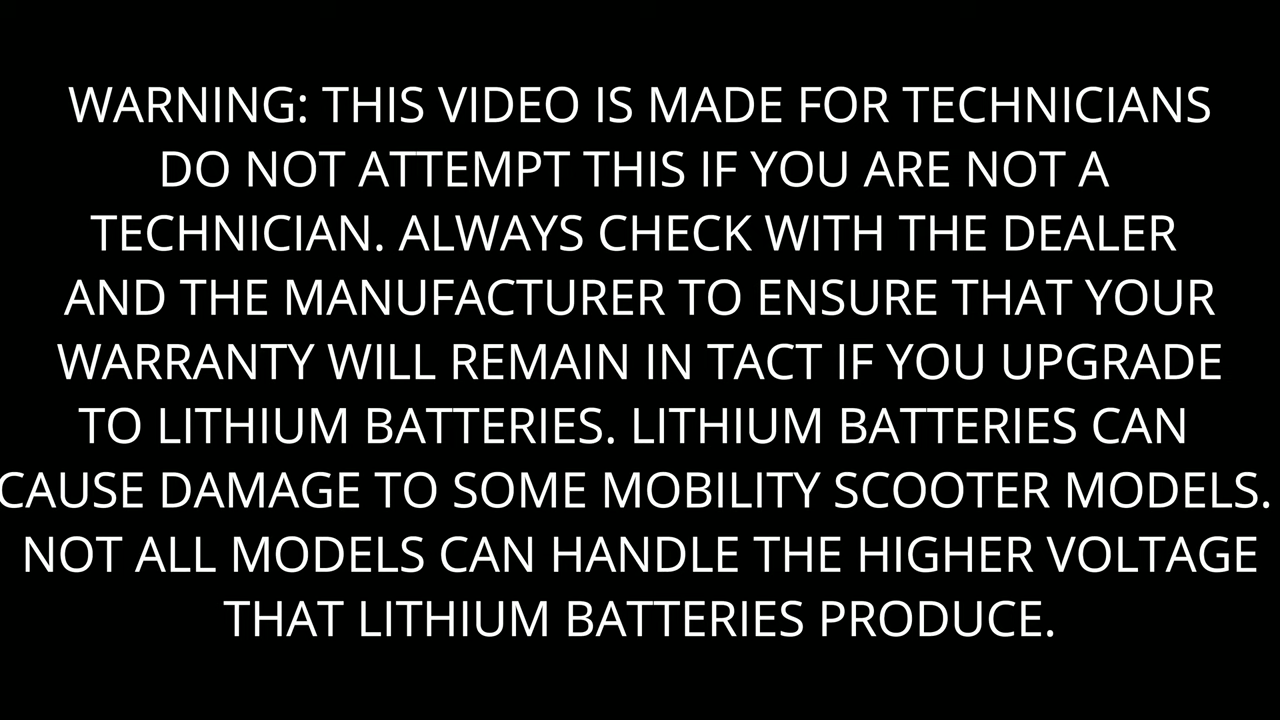 WARNING: THIS VIDEO IS MADE FOR TECHNICIANS
DO NOT ATTEMPT THIS IF YOU ARE NOT A
TECHNICIAN. ALWAYS CHECK WITH THE DEALER
AND THE MANUFACTURER TO ENSURE THAT YOUR
WARRANTY WILL REMAIN IN TACT IF YOU UPGRADE
TO LITHIUM BATTERIES. LITHIUM BATTERIES CAN
CAUSE DAMAGE TO SOME MOBILITY SCOOTER MODELS.
NOT ALL MODELS CAN HANDLE THE HIGHER VOLTAGE
THAT LITHIUM BATTERIES PRODUCE.